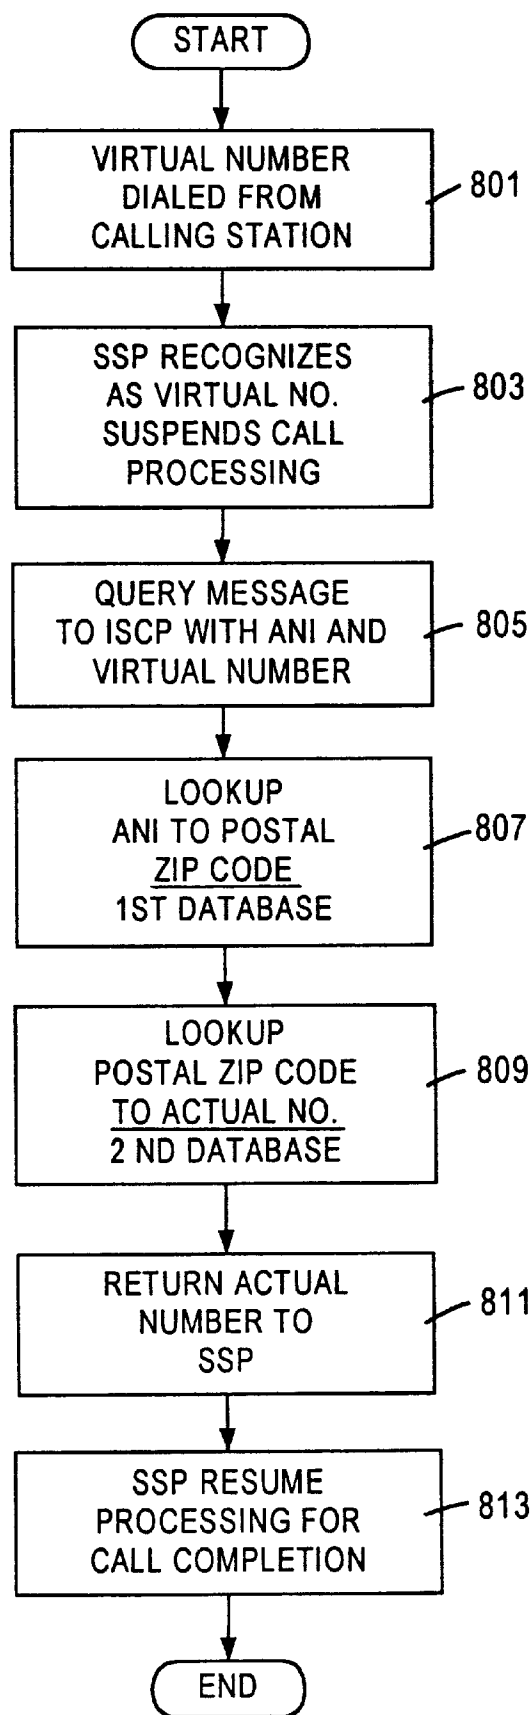 START
VIRTUAL NUMBER
DIALED FROM
CALLING STATION
801
SSP RECOGNIZES
AS VIRTUAL NO.
SUSPENDS CALL
PROCESSING
803
QUERY MESSAGE
TO ISCP WITH ANI AND
VIRTUAL NUMBER
805
LOOKUP
ANI TO POSTAL
ZIP CODE
1ST DATABASE
807
LOOKUP
POSTAL ZIP CODE
TO ACTUAL NO.
2 ND DATABASE
809
RETURN ACTUAL
NUMBER TO
SSP
811
SSP RESUME
PROCESSING FOR
CALL COMPLETION
813
END